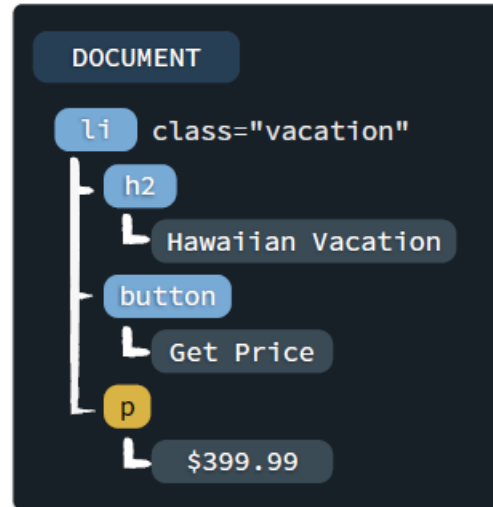 DOCUMENT
li class="vacation"
h2
Hawaiian Vacation
button
Get Price
p
$399.99